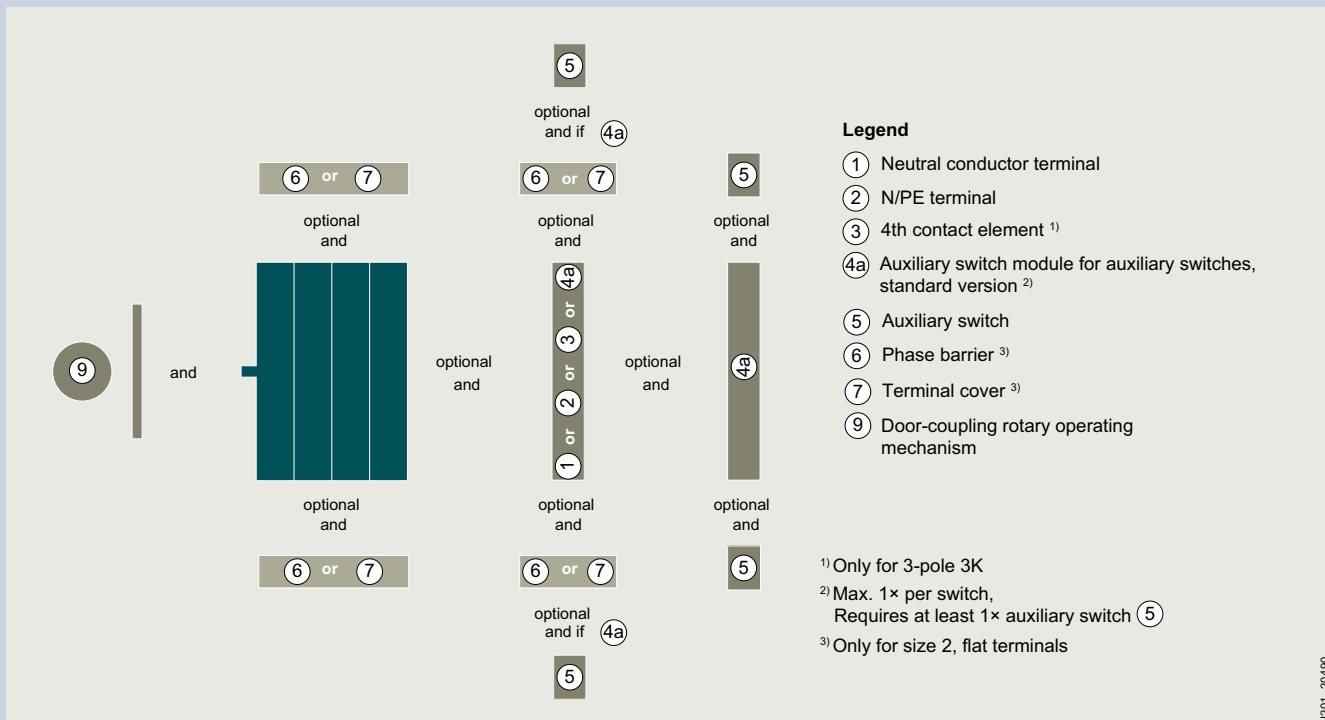 5
optional
and if 4a
6 or 7
6 or 7
5
optional
and
optional
and
optional
and
9
and
optional
and
4a
or
3
or
2
or
1
optional
and
4a
optional
and
optional
and
optional
and
6 or 7
6 or 7
5
optional
and if 4a
5
Legend
1 Neutral conductor terminal
2 N/PE terminal
3 4th contact element 1)
4a Auxiliary switch module for auxiliary switches,
standard version 2)
5 Auxiliary switch
6 Phase barrier 3)
7 Terminal cover 3)
9 Door-coupling rotary operating
mechanism
1) Only for 3-pole 3K
2) Max. 1× per switch,
Requires at least 1× auxiliary switch 5
3) Only for size 2, flat terminals